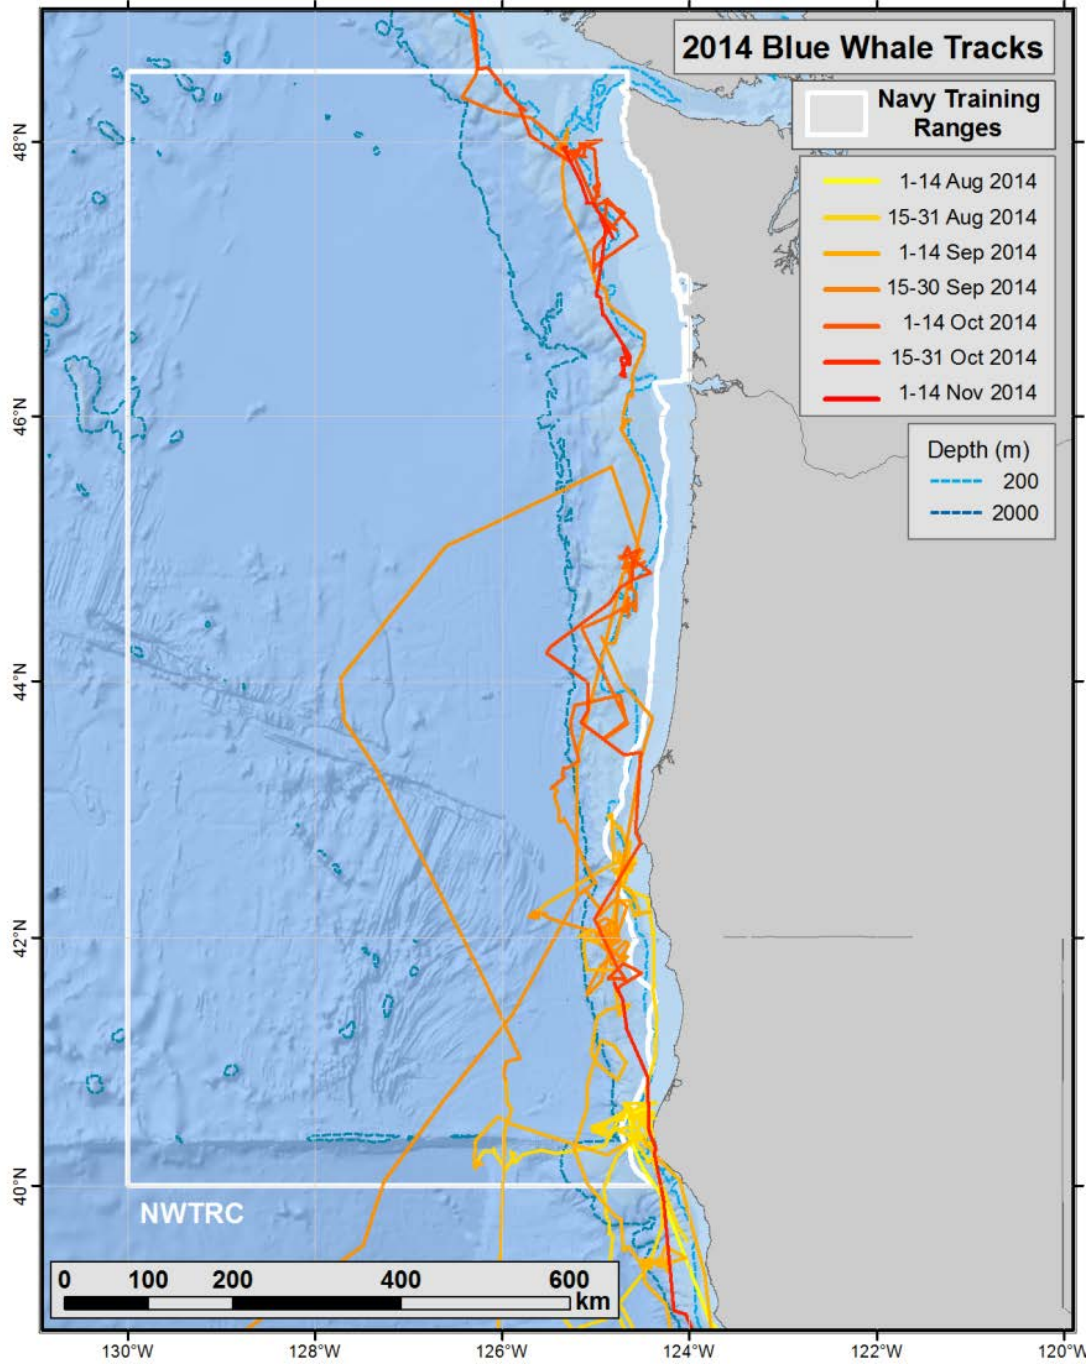 2014 Blue Whale Tracks
Navy Training
Ranges
1-14 Aug 2014
15-31 Aug 2014
1-14 Sep 2014
15-30 Sep 2014
1-14 Oct 2014
15-31 Oct 2014
1-14 Nov 2014
Depth (m)
200
2000
48°N
46°N
44°N
42°N
40°N
NWTRC
0 100 200 400 600
km
130°W 128°W 126°W 124°W 122°W 120°W